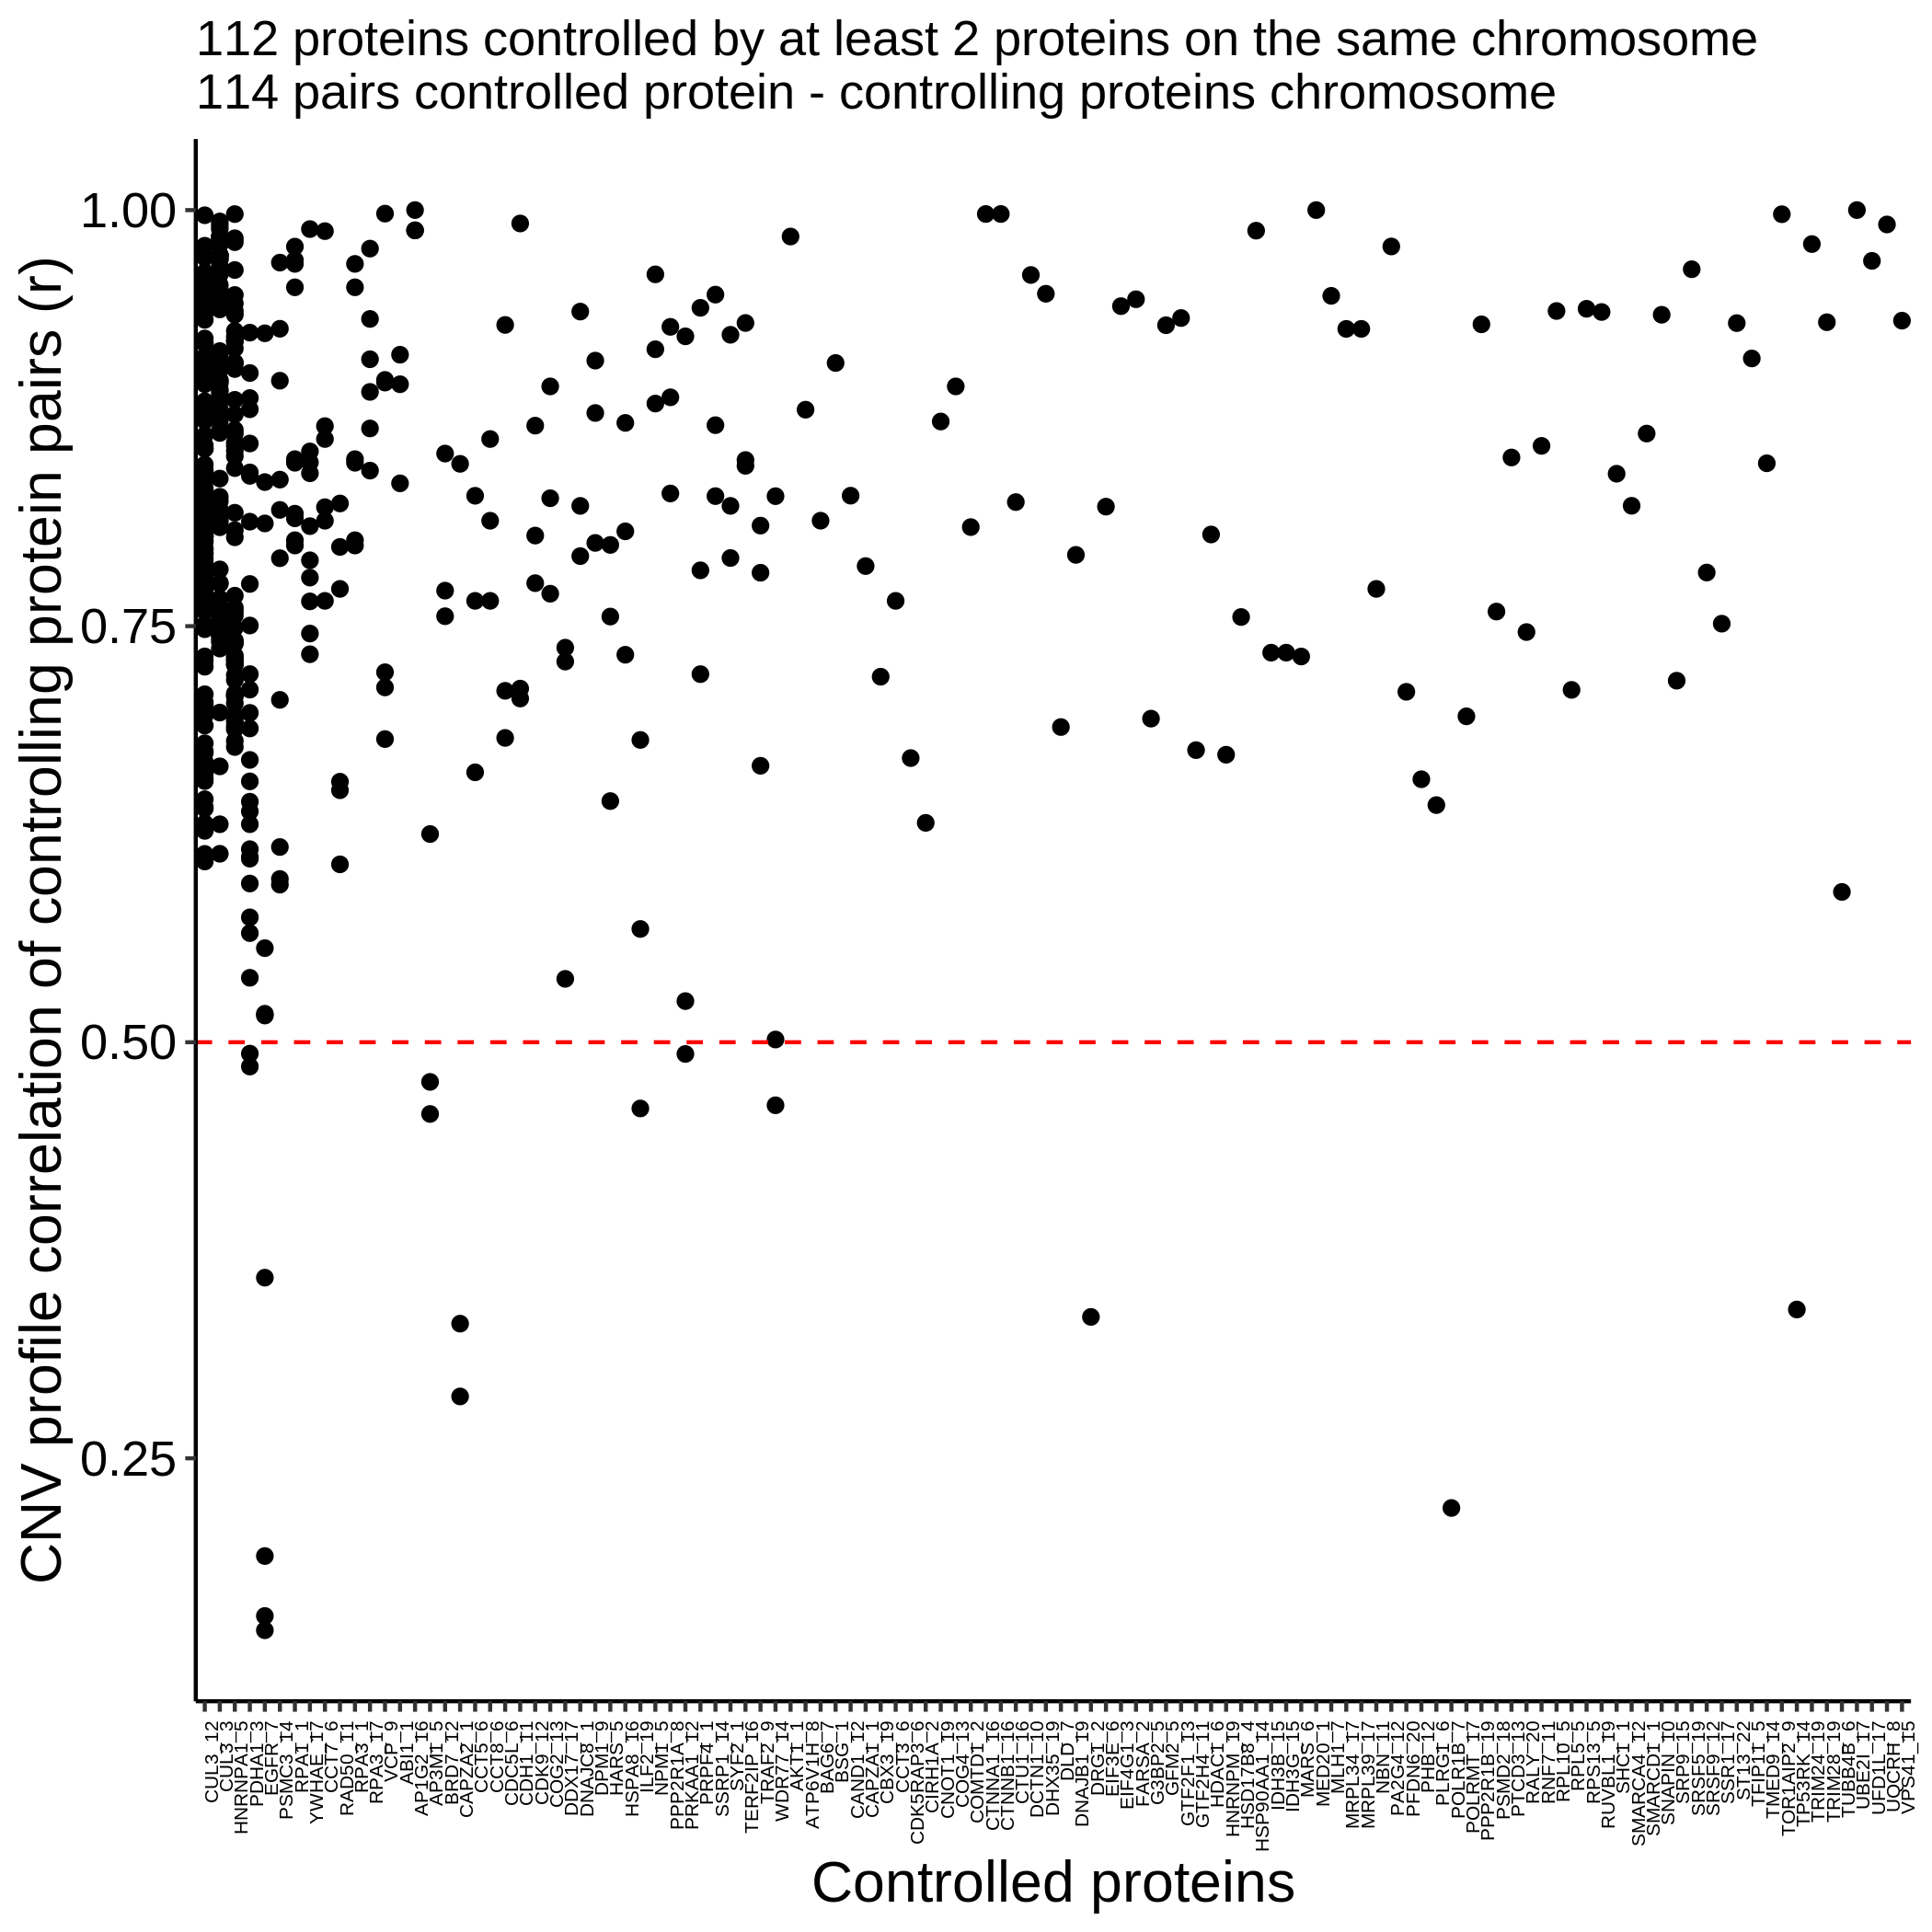 112 proteins controlled by at least 2 proteins on the same chromosome
114 pairs controlled protein - controlling proteins chromosome
CNV profile correlation of controlling protein pairs (r)
1.00
0.75
0.50
0.25
CUL3_12
CUL3_3
HNRNPA1_5
PDHA1_3
EGFR_7
PSMC3_14
RPA1_1
YWHAE_17
CCT7_6
RAD50_11
RPA3_1
RPA3_17
VCP_9
ABI1_1
AP1G1_16
AP3M1_5
BRD7_12
CAPZA2_1
CCT5_6
CCT8_6
CDC5L_6
CDH1_11
CDK9_12
COG2_13
DDX17_17
DNAJC8_1
DPM1_9
HARS_5
HSPA8_16
ILF2_19
NPM1_5
PPP2R1A_8
PRKAA1_12
PRPF4_1
SSRP1_14
SYF2_1
TERF2IP_16
TRAF2_9
WDR77_14
AKT1_1
ATP6V1H_8
BAG6_7
BSG_1
CAND1_12
CAPZA1_1
CBX3_19
CCT3_6
CDK5RAP3_6
CIRH1A_2
CNOT1_19
COG4_13
COMTD1_2
CTNNA1_16
CTNNB1_16
CTU1_16
DCTN1_10
DHX35_10
DLD_7
DNAJB1_19
DRG1_2
EIF3E_6
EIF4G1_3
FARSA_2
G3BP2_5
GFM2_5
GTF2F1_13
GTF2H4_11
HDAC1_6
HNRNPM_19
HSD17B8_4
HSP90AA1_14
IDH3B_15
IDH3G_15
MARS_6
MED20_1
MLH1_7
MRPL34_17
MRPL39_17
NBN_11
PA2G4_12
PFDN6_20
PHB_12
PLRG1_6
POLR1B_7
POLRMT_17
PPP2R1B_19
PSMD2_18
PTCD3_13
RALY_20
RNF7_11
RPL10_5
RPL5_5
RPS13_5
RUVBL1_19
SHC1_1
SMARCA4_12
SMARCD1_1
SNAPIN_10
SRP9_15
SRSF5_19
SRSF9_12
SSR1_17
ST13_22
TFIP11_5
TMED9_14
TOR1AIP2_9
TP53RK_14
TRIM24_19
TRIM28_19
TUBB4B_16
UBE2I_17
UFD1L_17
UQCRH_8
VPS41_15
Controlled proteins